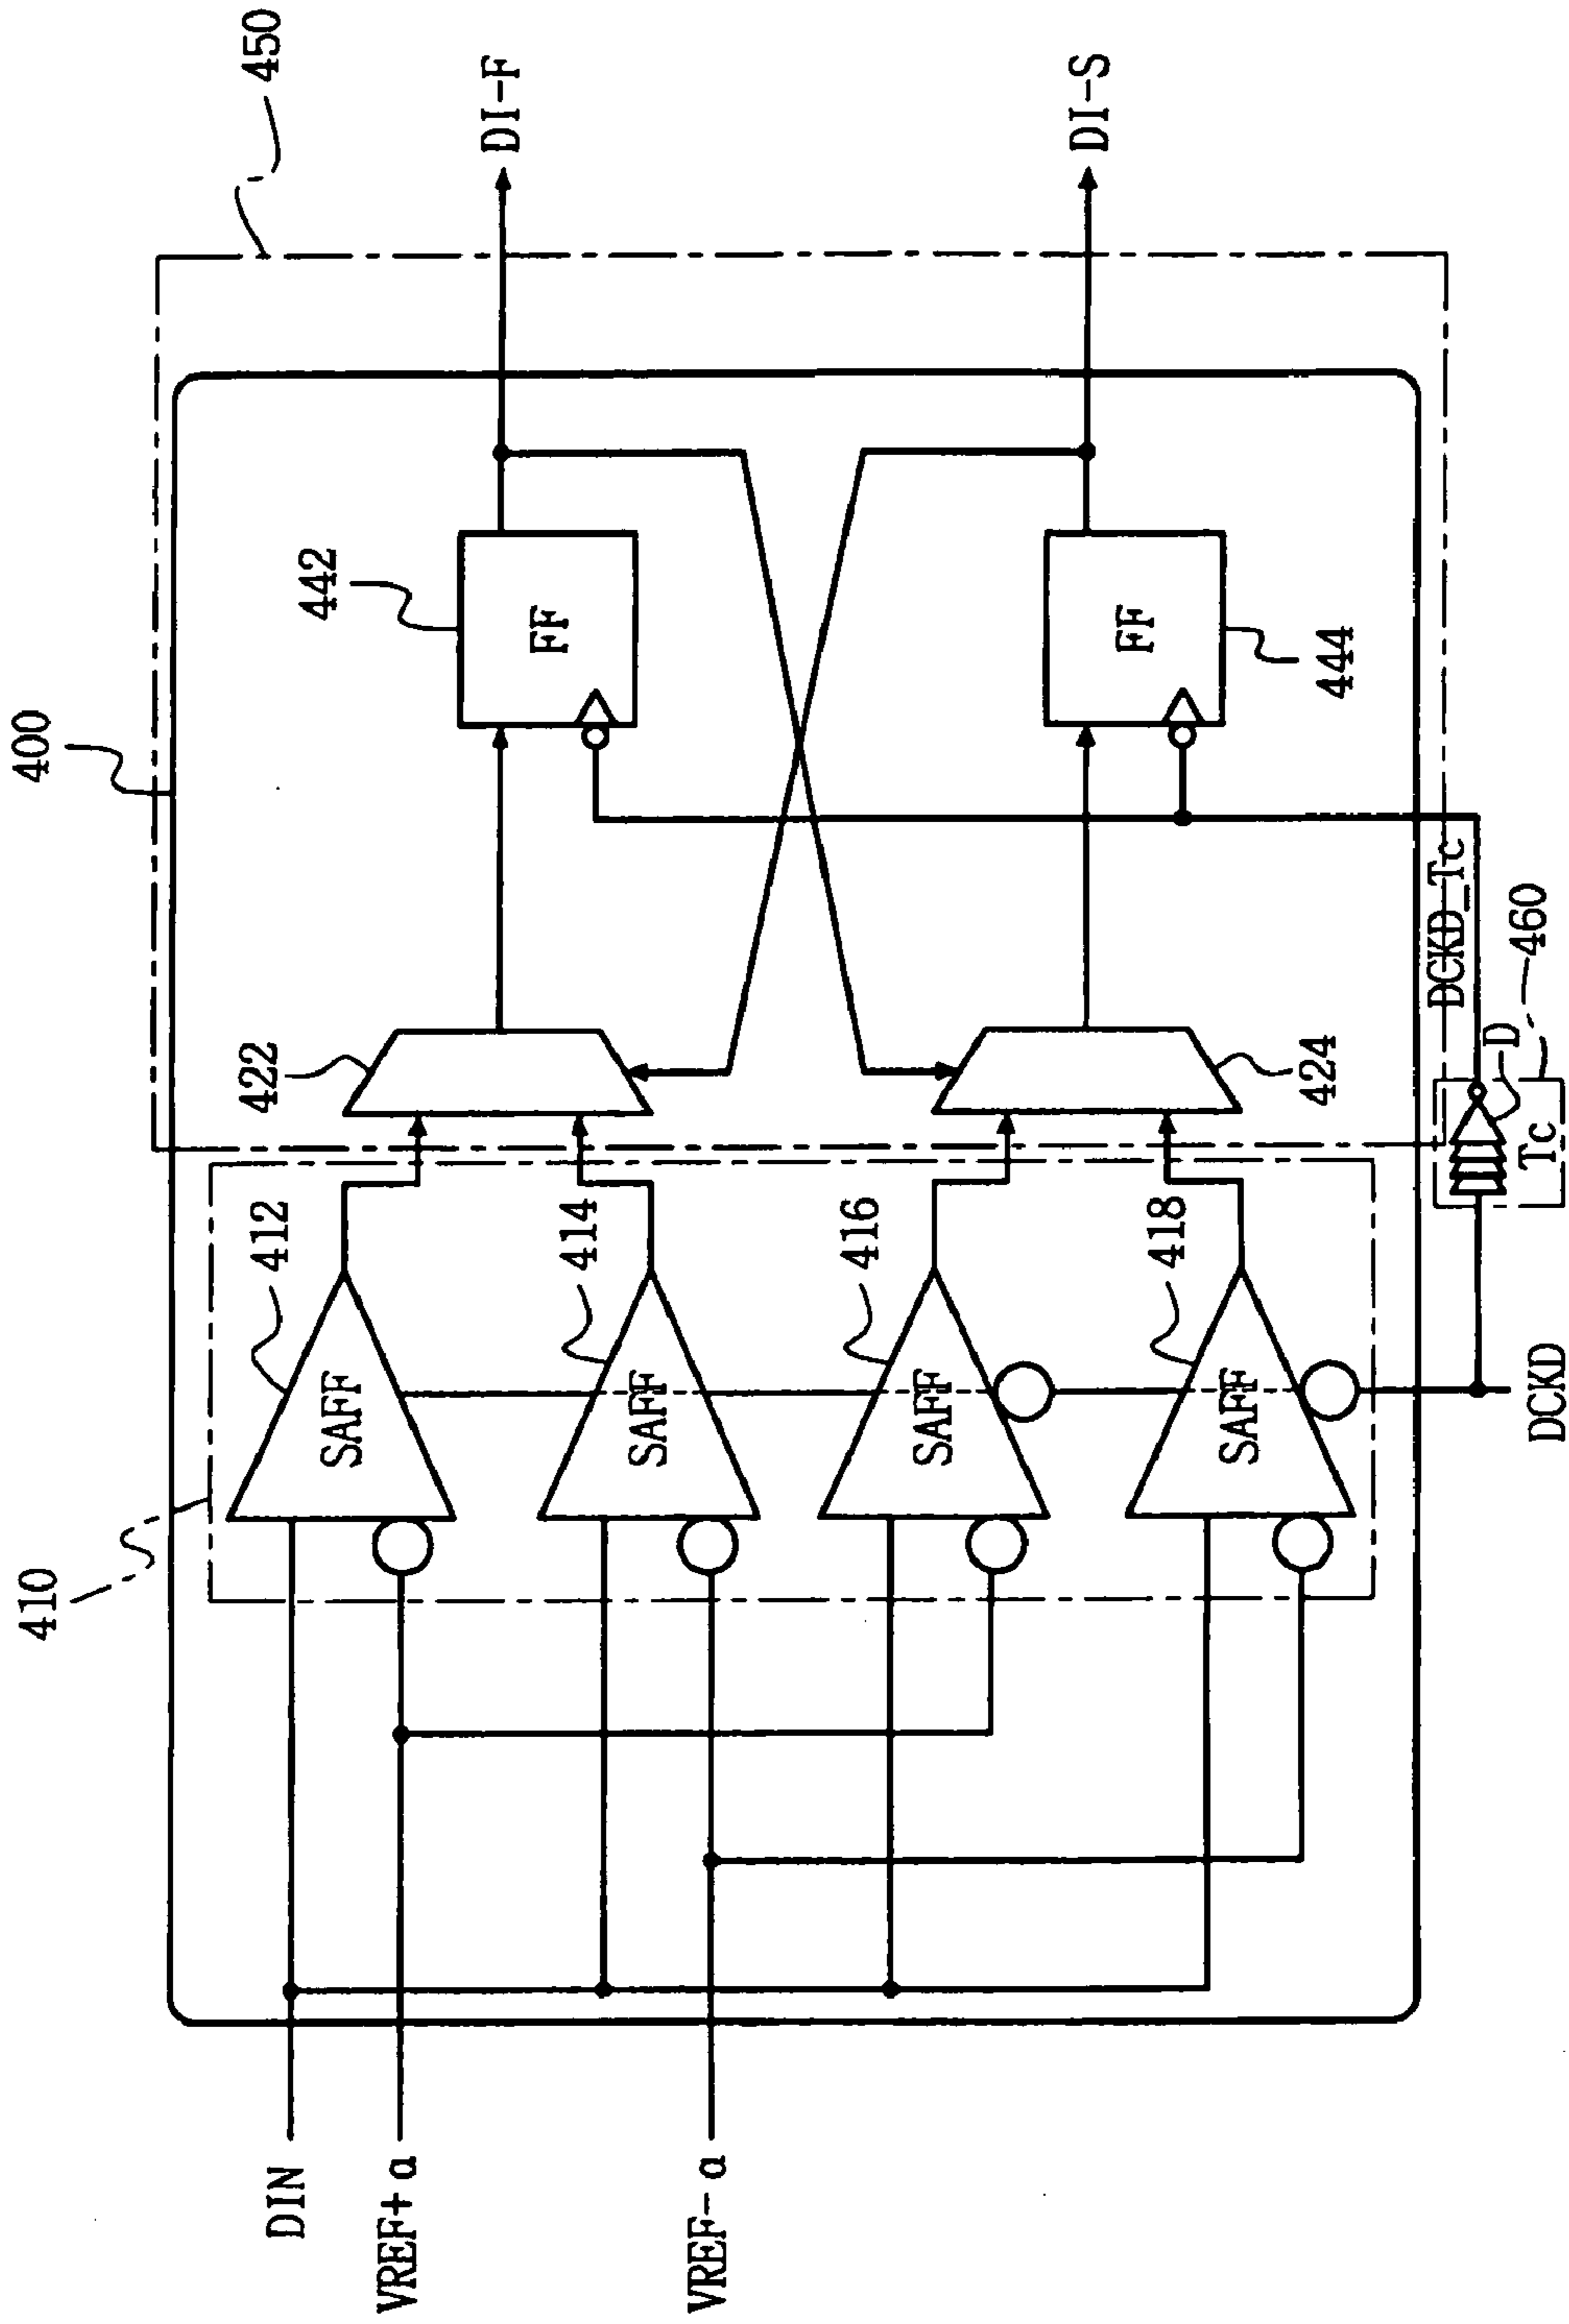 400
450
410
412
422
442
DIN
SAFF
FF
DI-F
VREF+α
414
SAFF
VREF-α
416
SAFF
418
SAFF
424
FF
444
DI-S
DCKD_Tc
DCKD
Tc
D
460